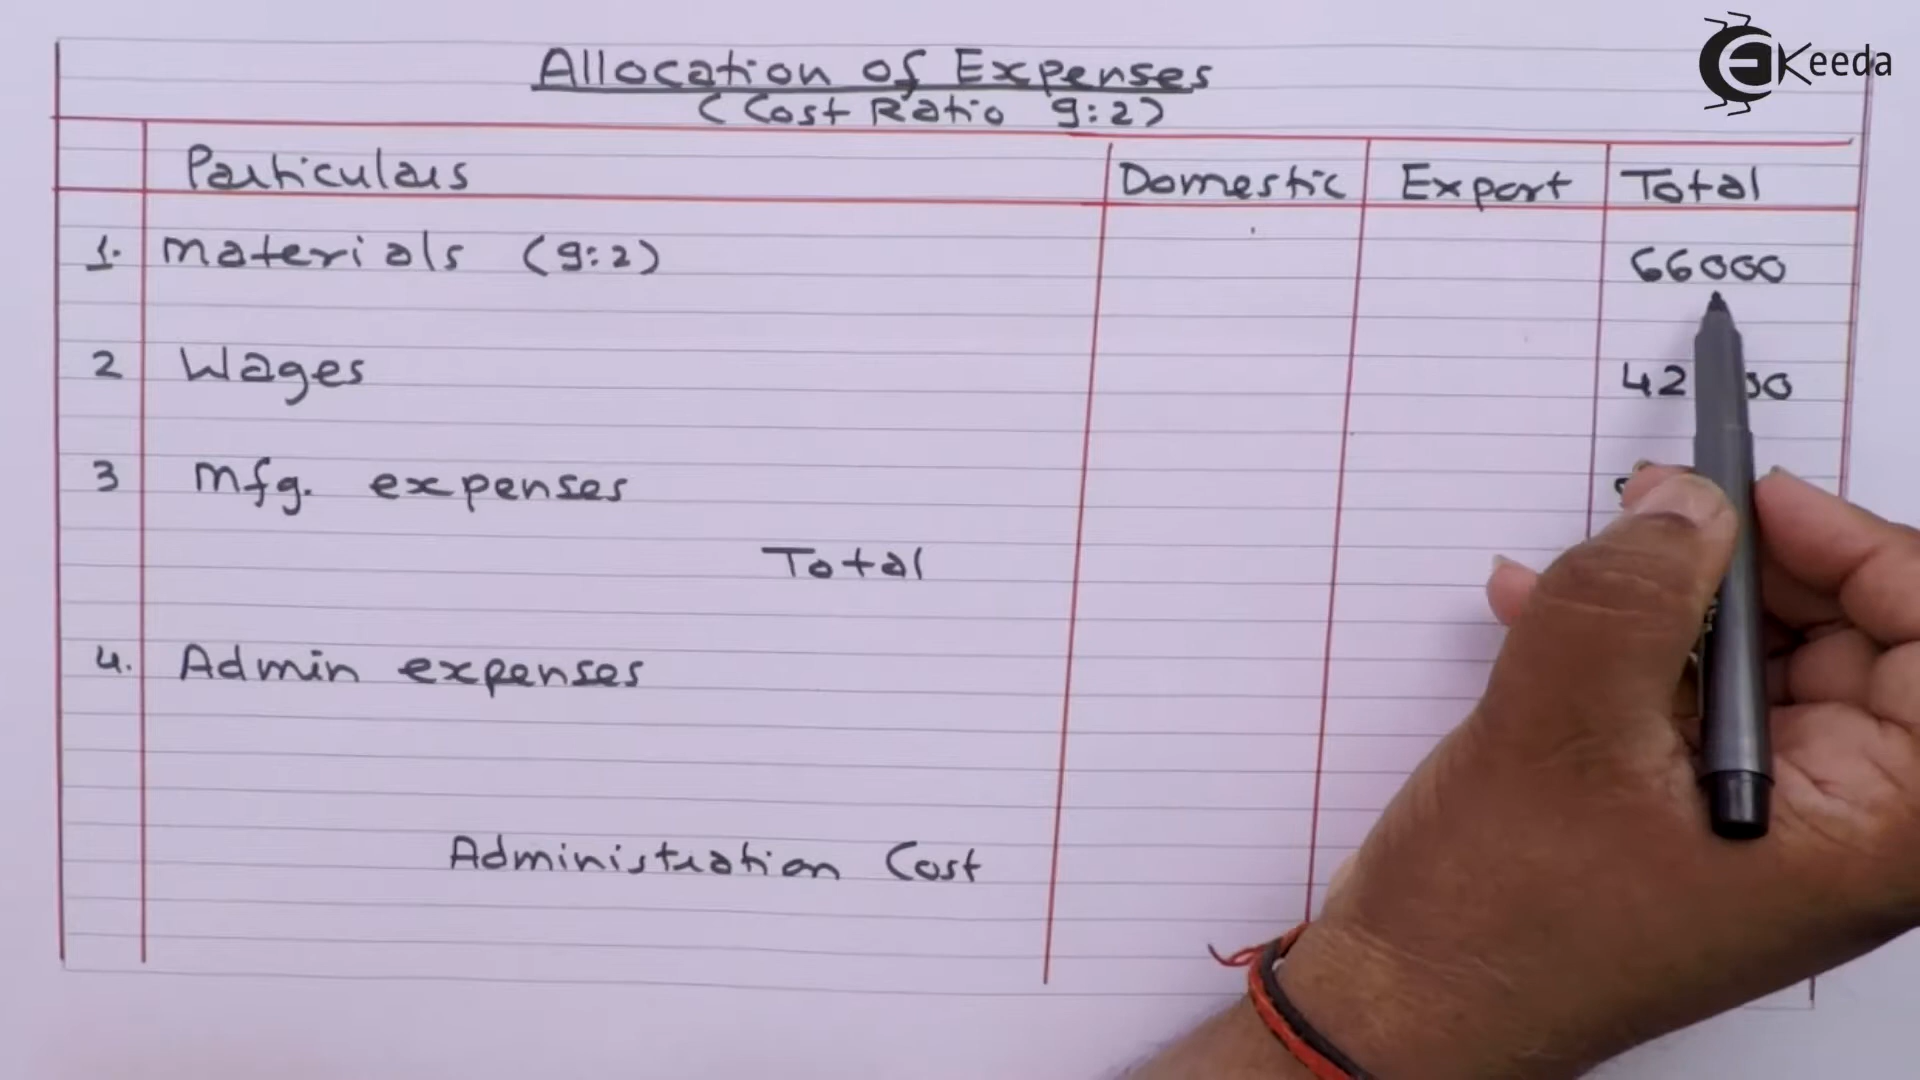 Keeda
Allocation of Expenses
(Cost Ratio 9:2)
Particulars Domestic Export Total
1. Materials (9:2) 66000
2 Wages
3 Mfg. expenses
Total
4. Admin expenses
Administration Cost